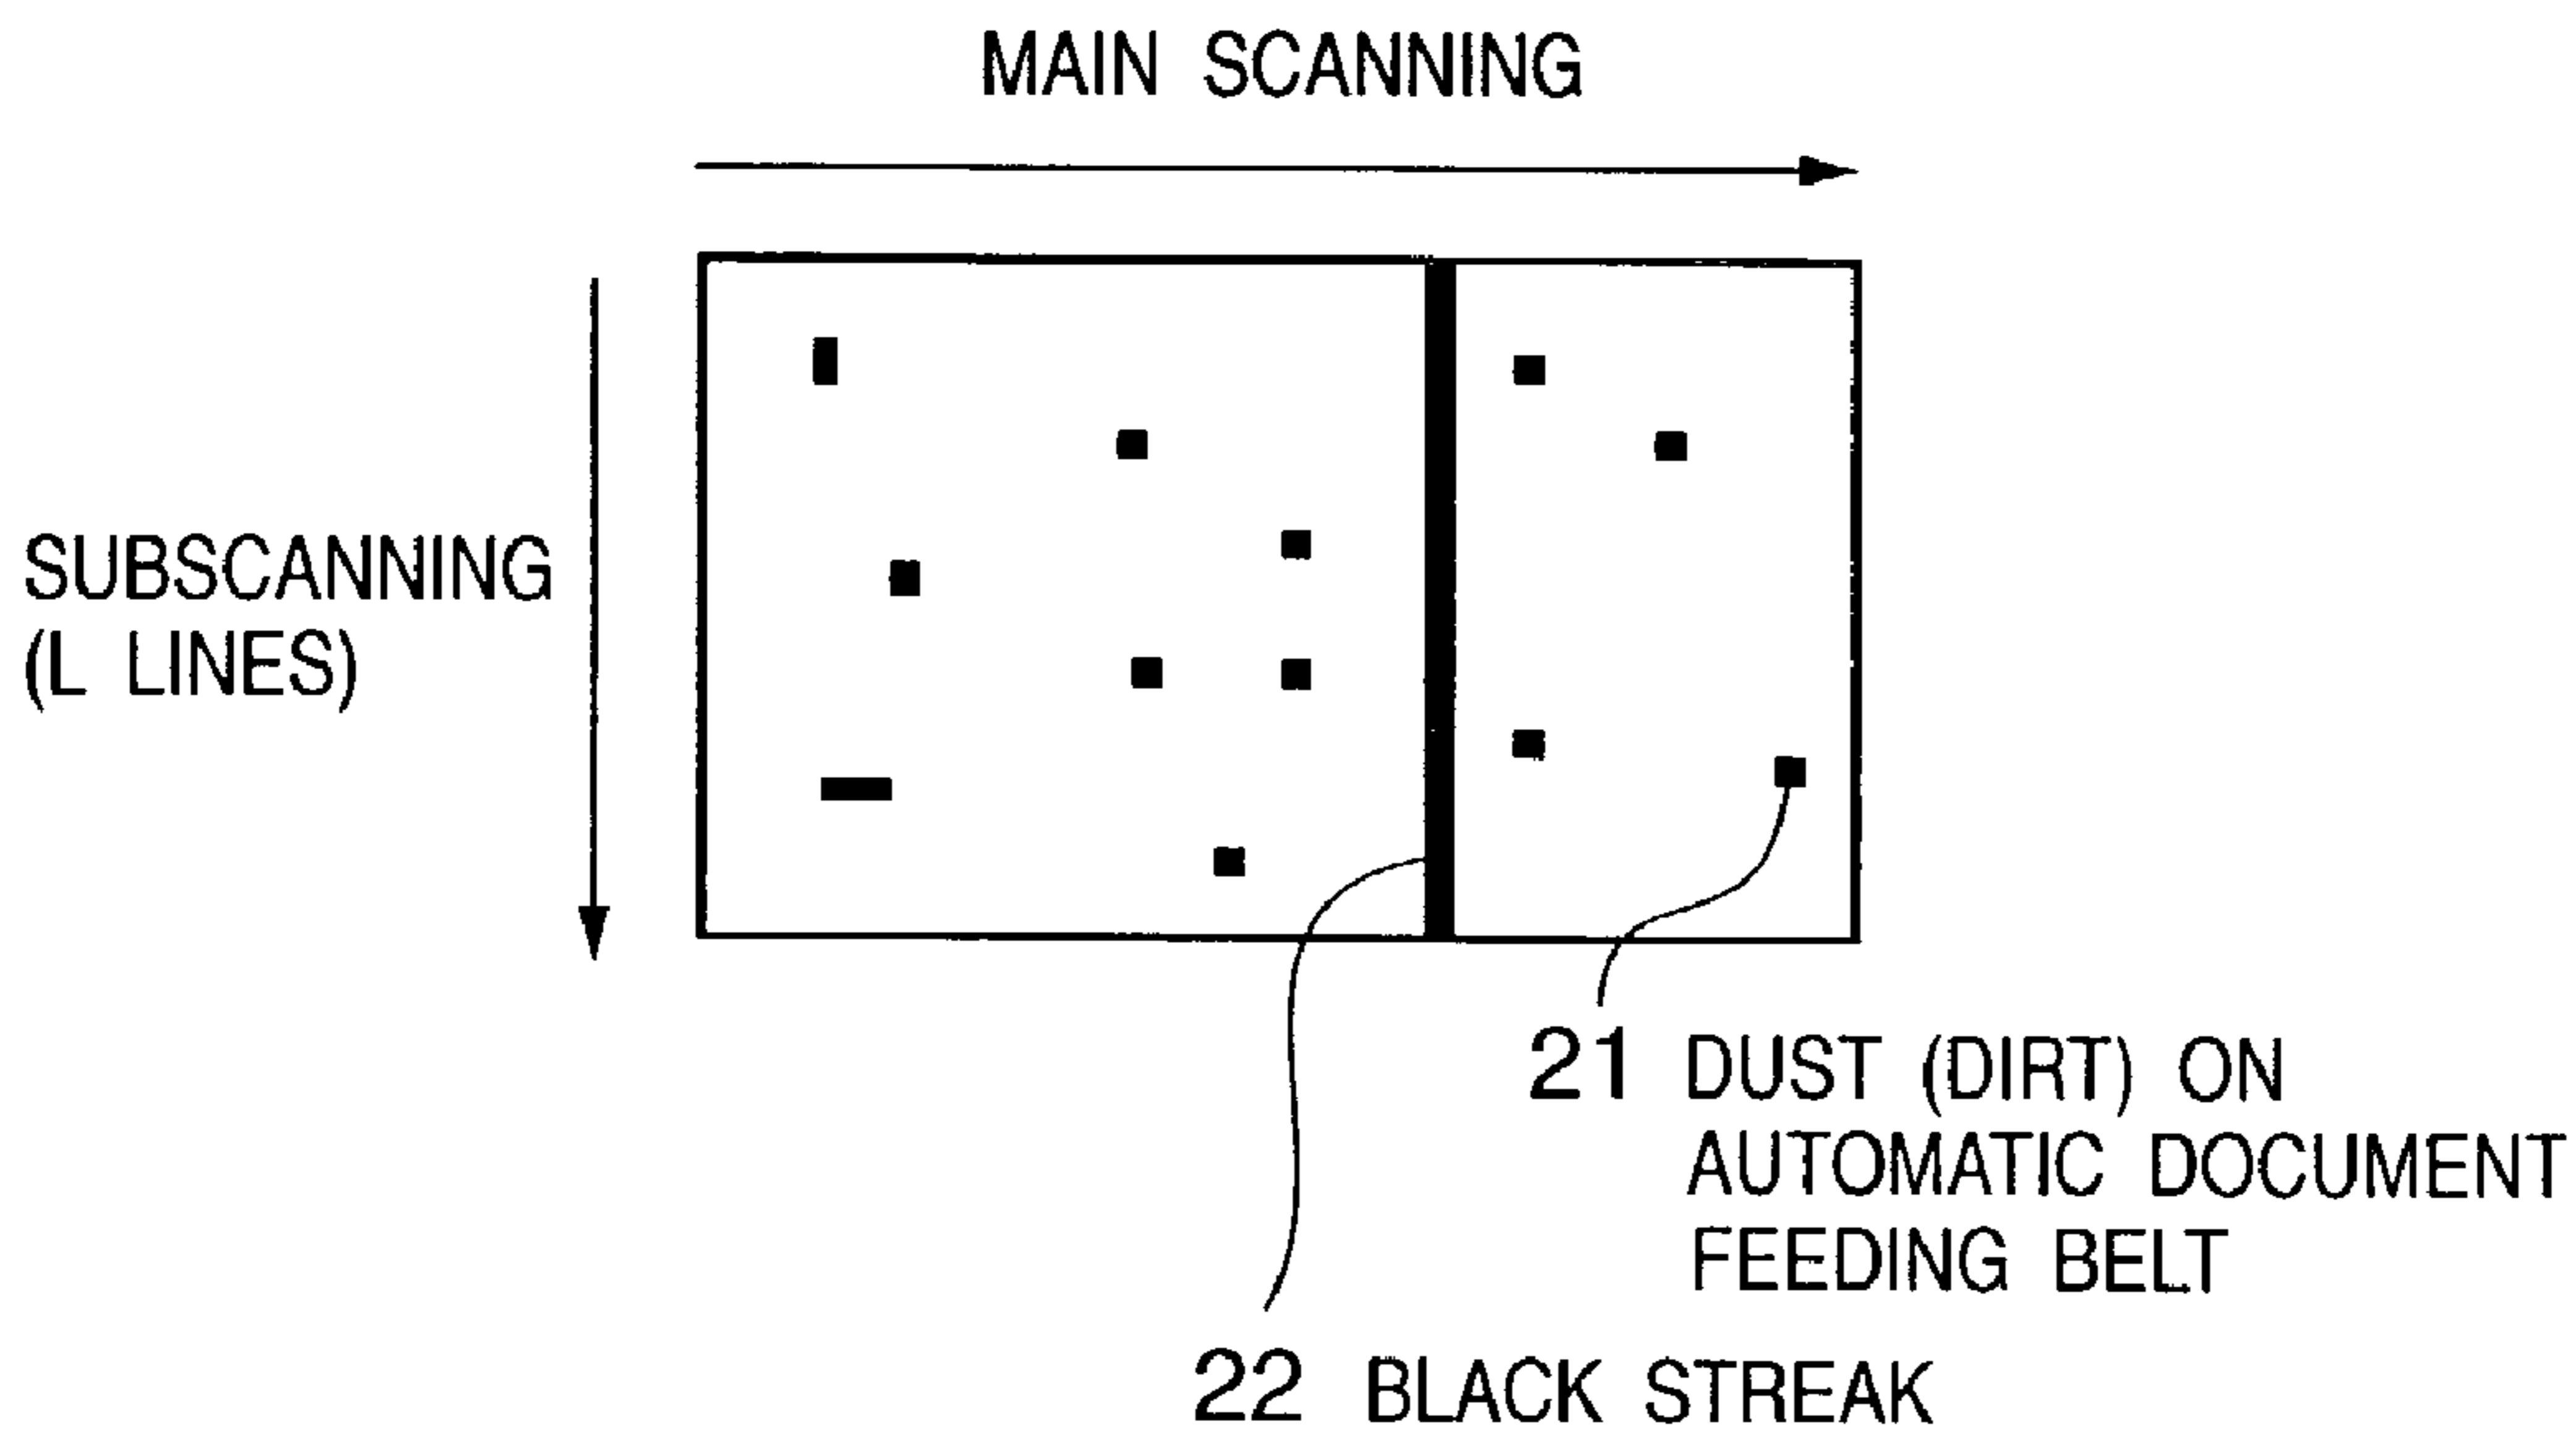 MAIN SCANNING
SUBSCANNING
(L LINES)
21 DUST (DIRT) ON
AUTOMATIC DOCUMENT
FEEDING BELT
22 BLACK STREAK